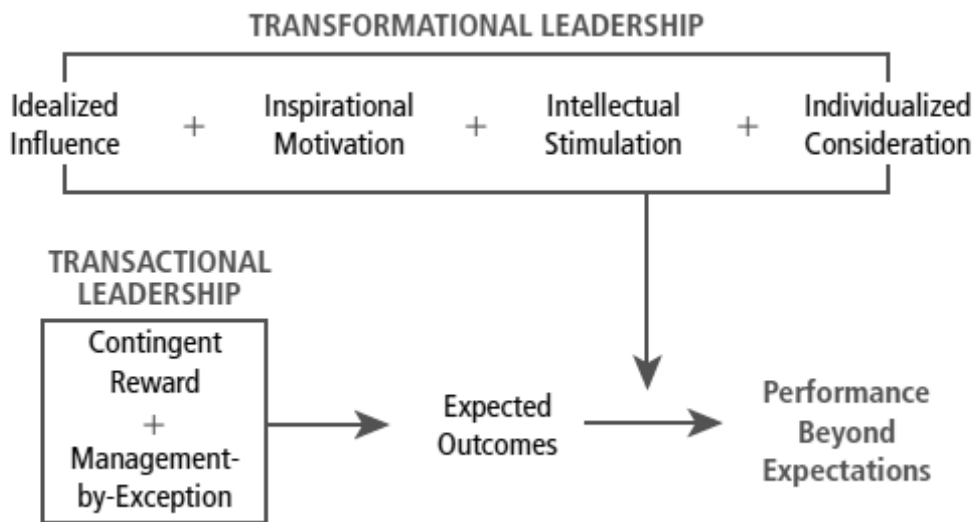 TRANSFORMATIONAL LEADERSHIP
Idealized
Influence
+
Inspirational
Motivation
+
Intellectual
Stimulation
+
Individualized
Consideration
TRANSACTIONAL
LEADERSHIP
Contingent
Reward
+
Management-
by-Exception
Expected
Outcomes
Performance
Beyond
Expectations